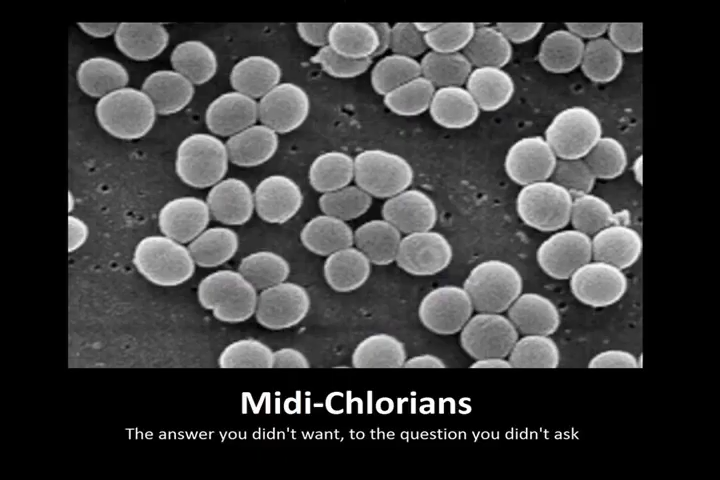 Midi-Chlorians
The answer you didn't want, to the question you didn't ask